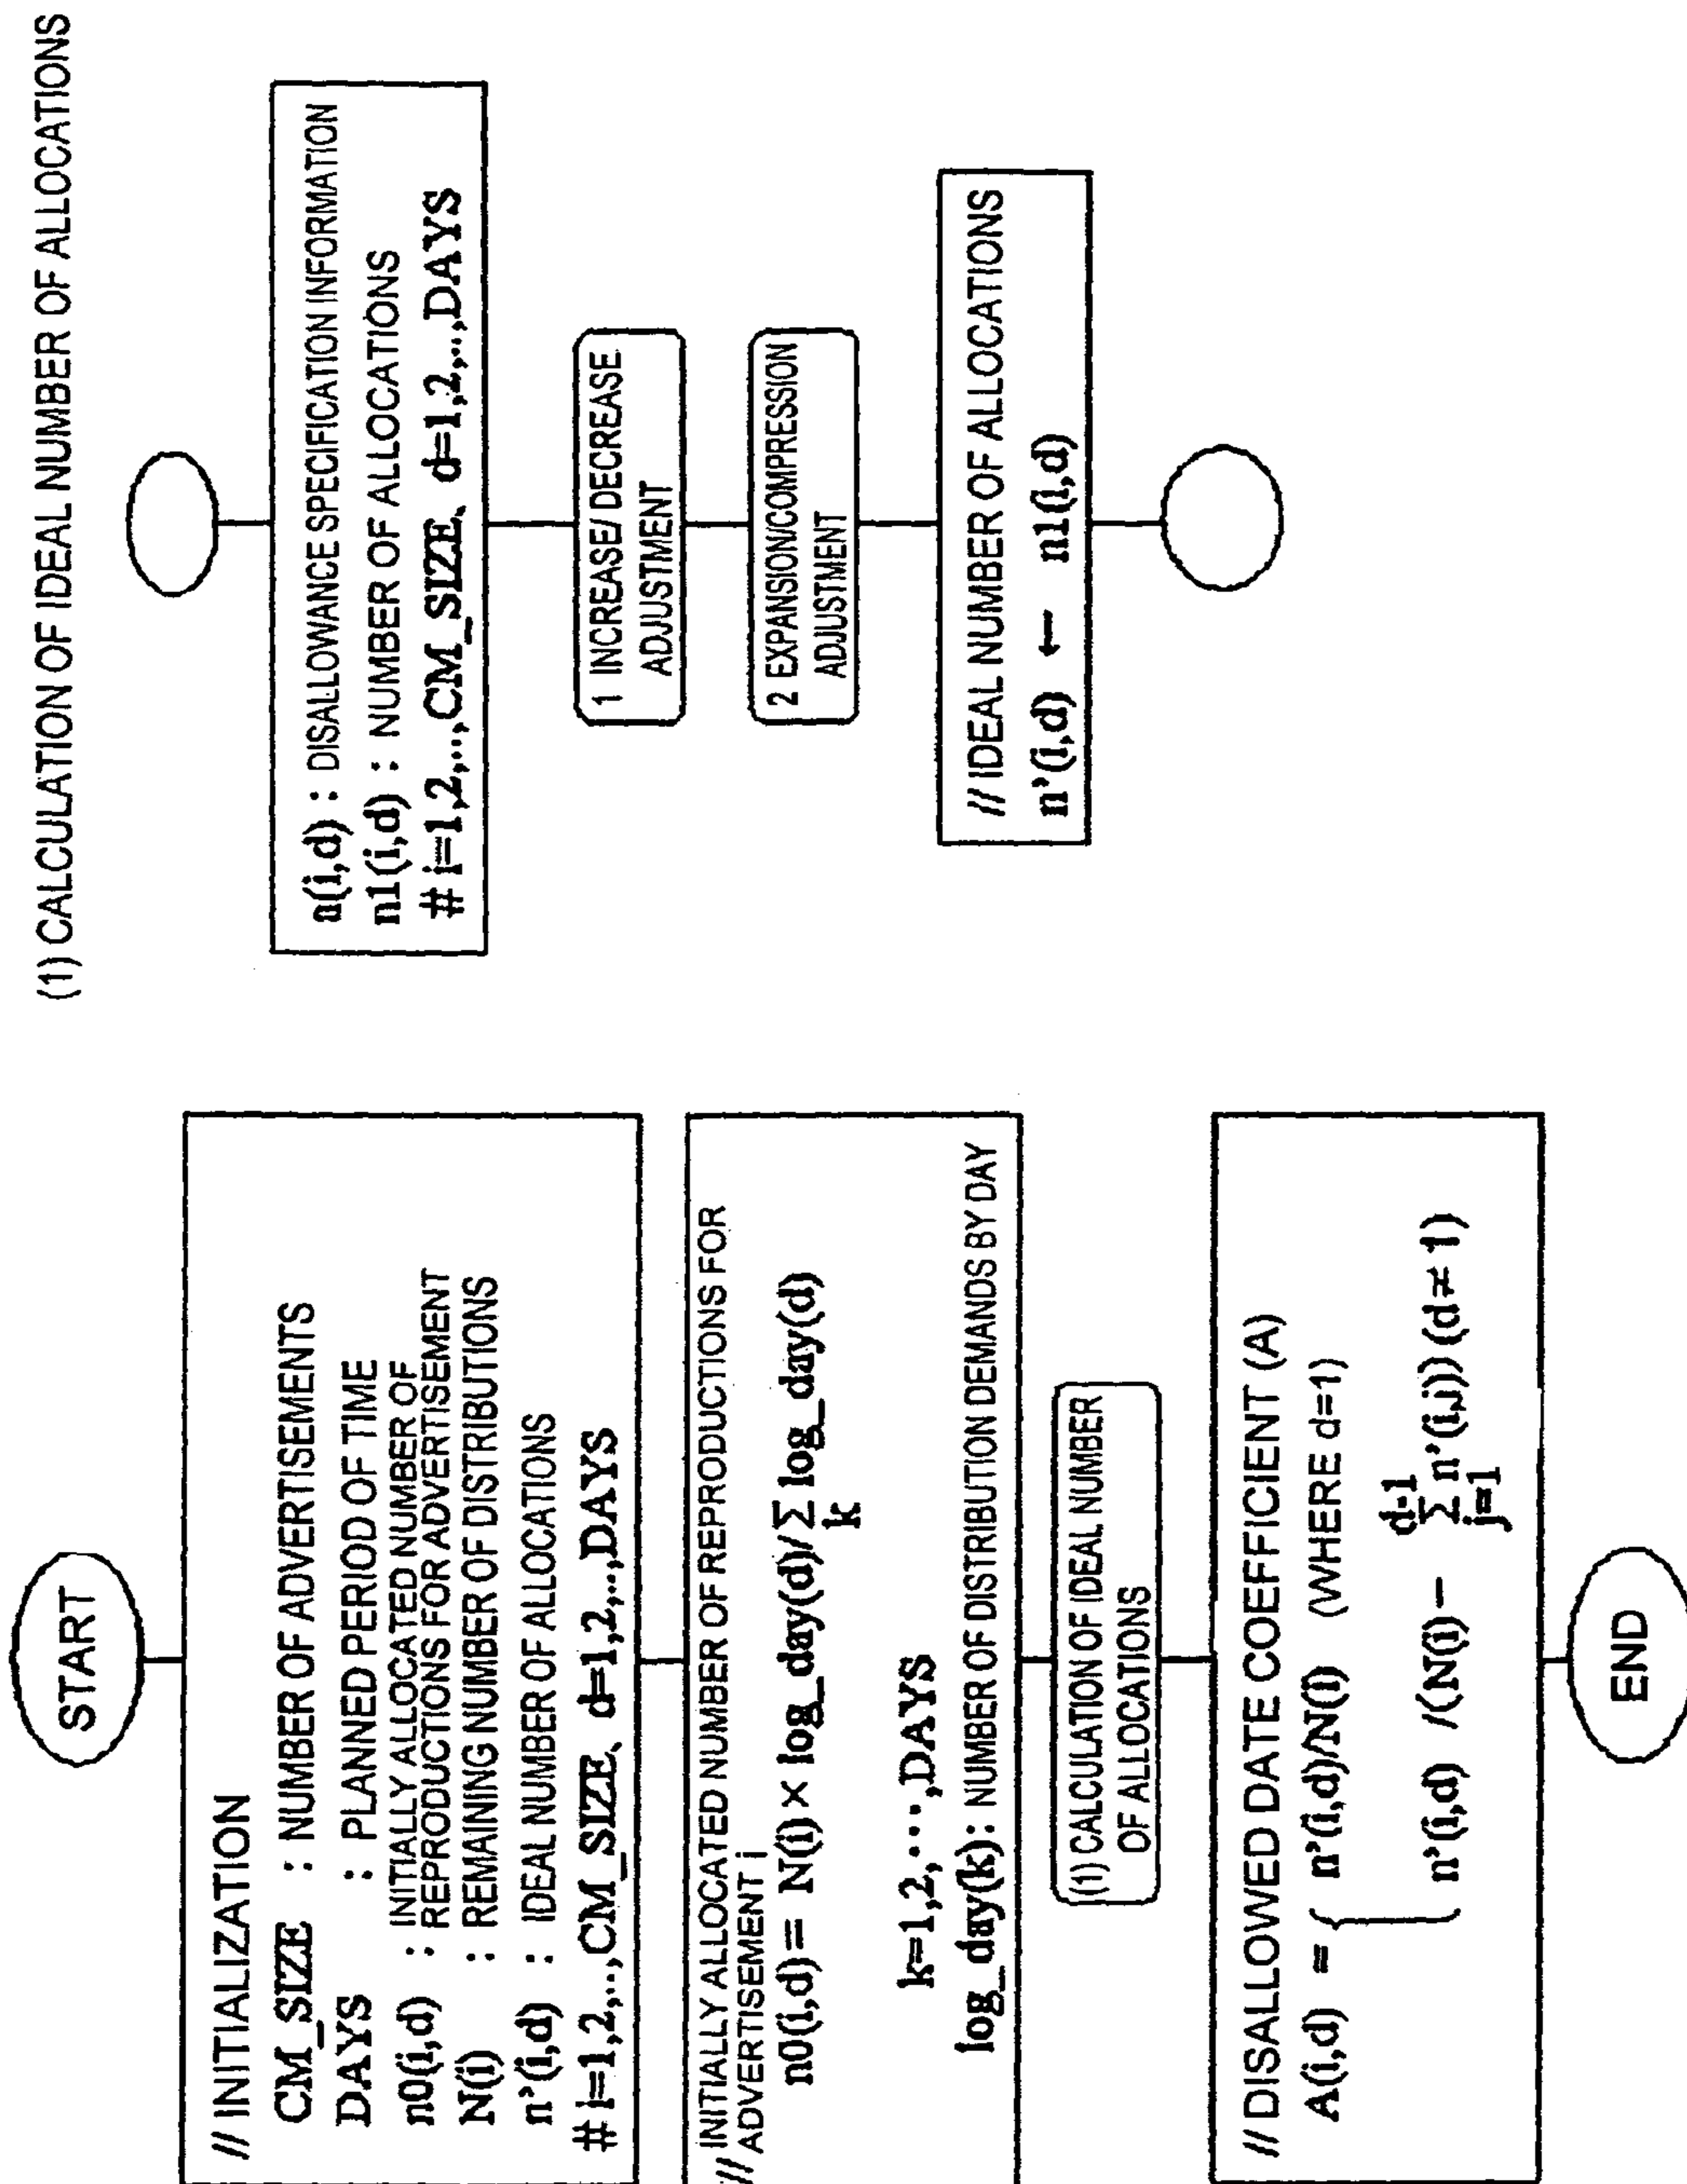 START
// INITIALIZATION
CM_SIZE : NUMBER OF ADVERTISEMENTS
DAYS : PLANNED PERIOD OF TIME
n0(i,d) : INITIALLY ALLOCATED NUMBER OF
REPRODUCTIONS FOR ADVERTISEMENT
N(i) : REMAINING NUMBER OF DISTRIBUTIONS
n’(i,d) : IDEAL NUMBER OF ALLOCATIONS
# i=1,2,..,CM_SIZE、d=1,2,..,DAYS
// INITIALLY ALLOCATED NUMBER OF REPRODUCTIONS FOR
// ADVERTISEMENT i
n0(i,d) = N(i) × log_day(d)/Σ log_day(d)
k
k=1,2,···,DAYS
log_day(k): NUMBER OF DISTRIBUTION DEMANDS BY DAY
(1) CALCULATION OF IDEAL NUMBER
OF ALLOCATIONS
// DISALLOWED DATE COEFFICIENT (A)
A(i,d) = { n’(i,d)/N(i) (WHERE d=1)
d-1
n’(i,d) /(N(i) − Σ n’(i,j)) (d ≠ 1)
j=1
END
(1) CALCULATION OF IDEAL NUMBER OF ALLOCATIONS
a(i,d) : DISALLOWANCE SPECIFICATION INFORMATION
n1(i,d) : NUMBER OF ALLOCATIONS
# i=1,2,..,CM_SIZE、d=1,2,..,DAYS
1 INCREASE/ DECREASE
ADJUSTMENT
2 EXPANSION/COMPRESSION
ADJUSTMENT
// IDEAL NUMBER OF ALLOCATIONS
n’(i,d) ← n1(i,d)